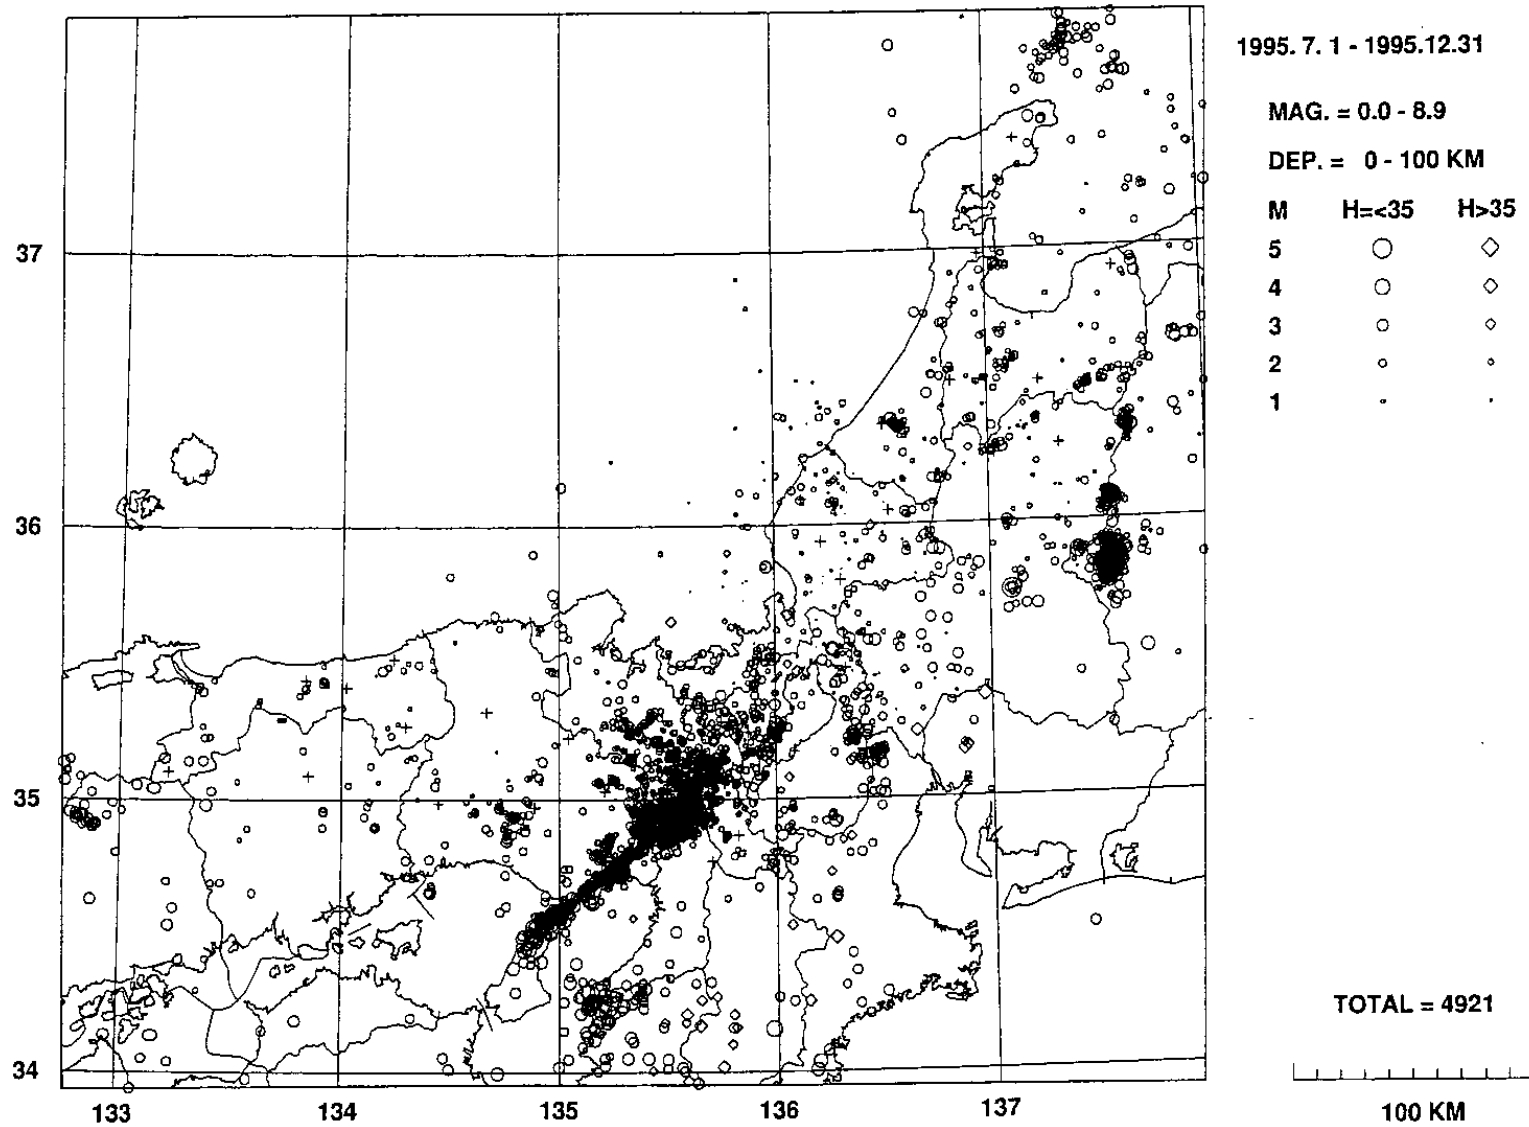 1995. 7. 1 - 1995.12.31
MAG. = 0.0 - 8.9
DEP. = 0 - 100 KM
M H=<35 H>35
5
4
3
2
1
37
36
35
34
133 134 135 136 137
TOTAL = 4921
100 KM